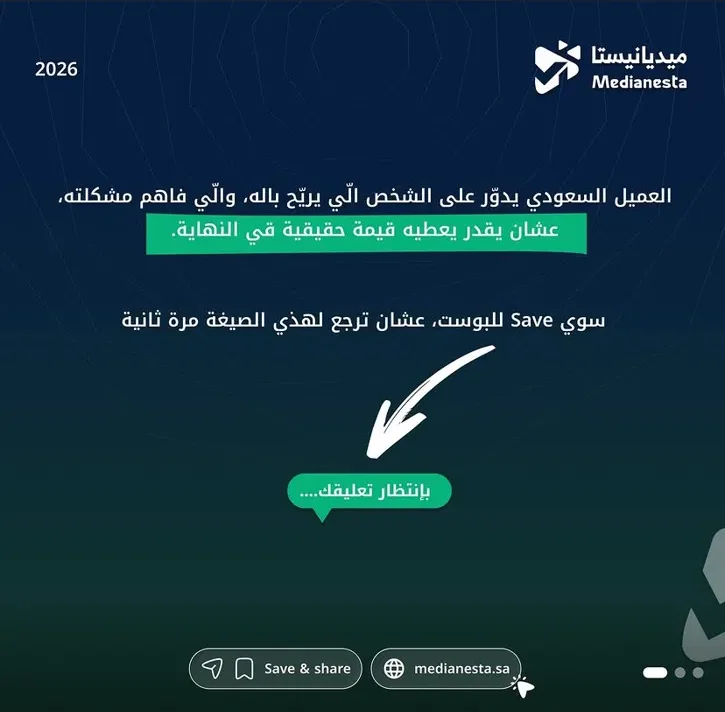 2026
ميديانيستا
Medianesta
العميل السعودي يدوّر على الشخص الّي يريّح باله، والّي فاهم مشكلته،
عشان يقدر يعطيه قيمة حقيقية في النهاية.
سوي Save للبوست، عشان ترجع لهذي الصيغة مرة ثانية
بإنتظار تعليقك....
Save & share
medianesta.sa